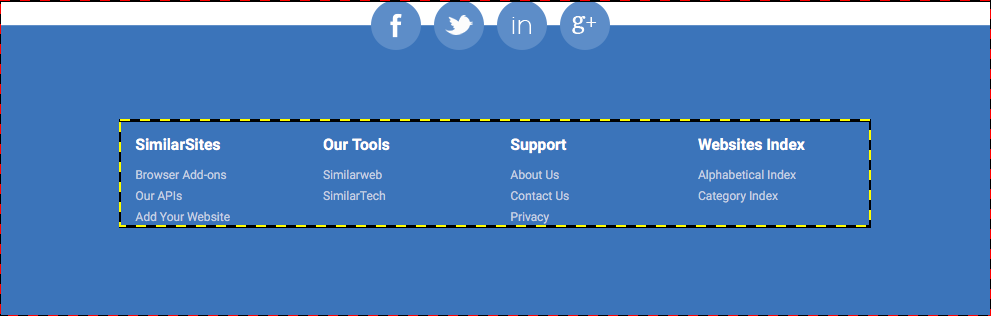 f in g+
SimilarSites Our Tools Support Websites Index
Browser Add-ons Similarweb About Us Alphabetical Index
Our APIs SimilarTech Contact Us Category Index
Add Your Website Privacy